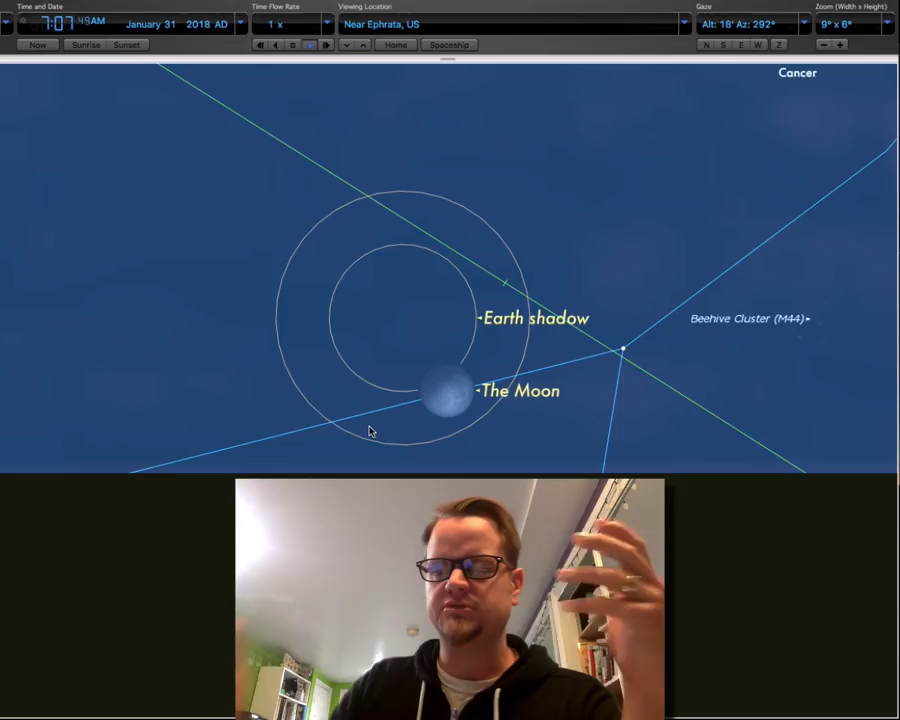 Time and Date
Time Flow Rate
Viewing Location
Gaze
Zoom (Width x Height)
7:07 49 AM January 31 2018 AD
1 x
Near Ephrata, US
Alt: 18' Az: 292°
9° x 6°
Now Sunrise Sunset
Home Spaceship
N S E W Z
Cancer
Earth shadow
Beehive Cluster (M44)
The Moon